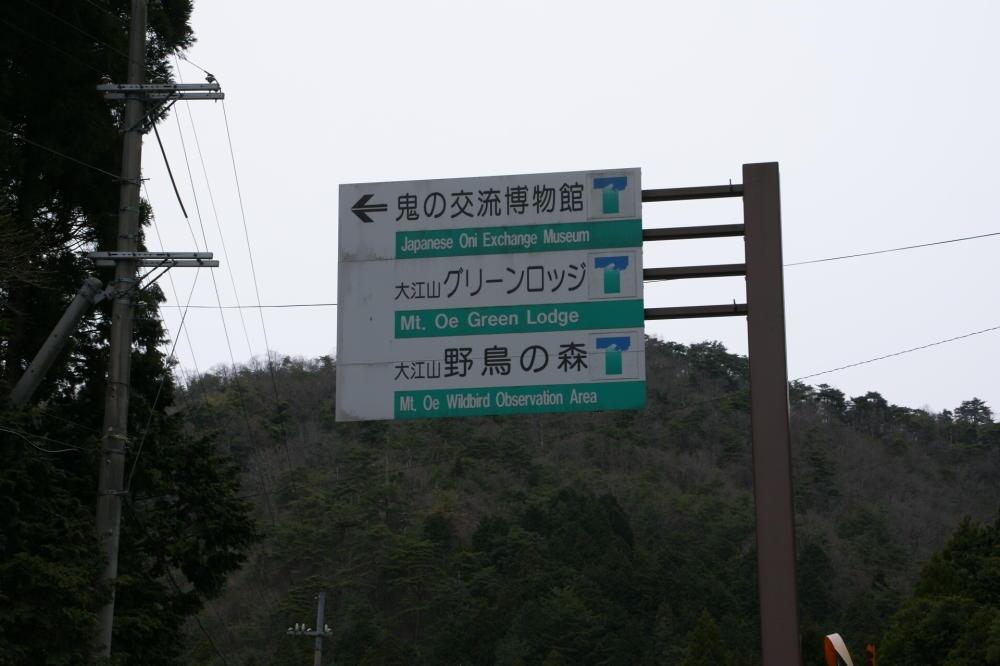 鬼の交流博物館
Japanese Oni Exchange Museum
大江山グリーンロッジ
Mt. Oe Green Lodge
大江山野鳥の森
Mt. Oe Wildbird Observation Area